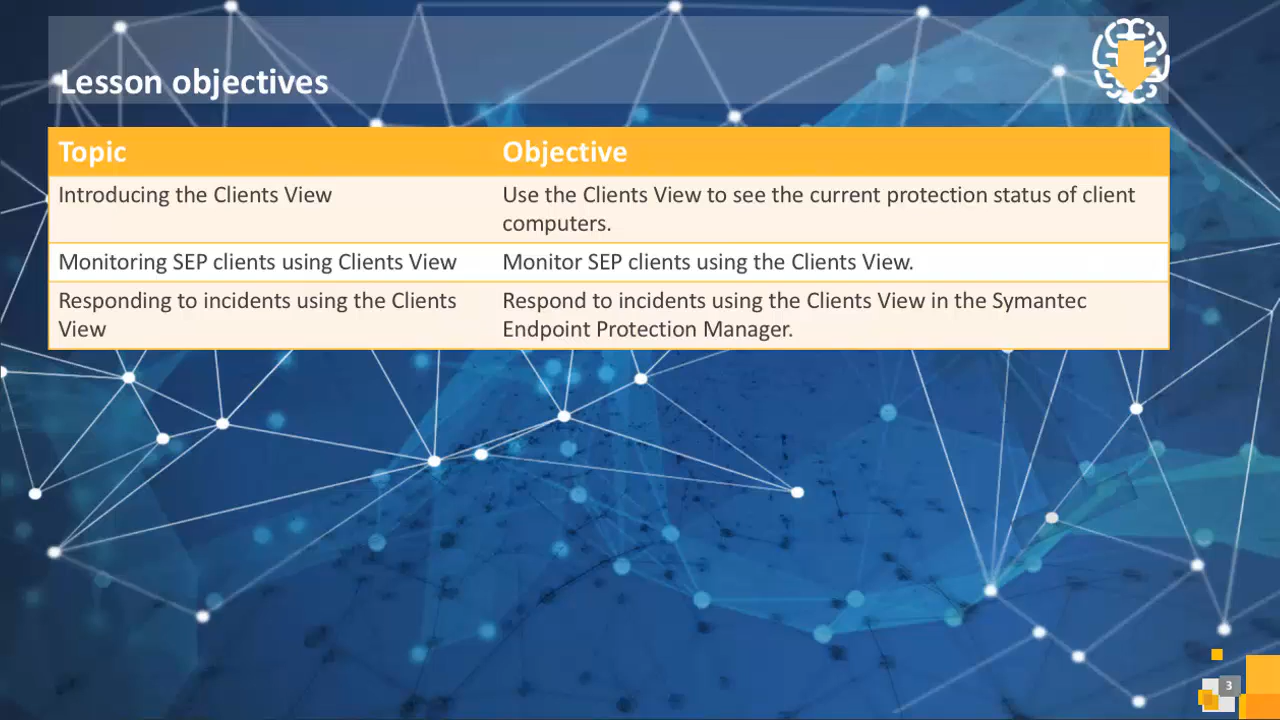 Lesson objectives
Topic
Objective
Introducing the Clients View
Use the Clients View to see the current protection status of client
computers.
Monitoring SEP clients using Clients View
Monitor SEP clients using the Clients View.
Responding to incidents using the Clients
View
Respond to incidents using the Clients View in the Symantec
Endpoint Protection Manager.
3